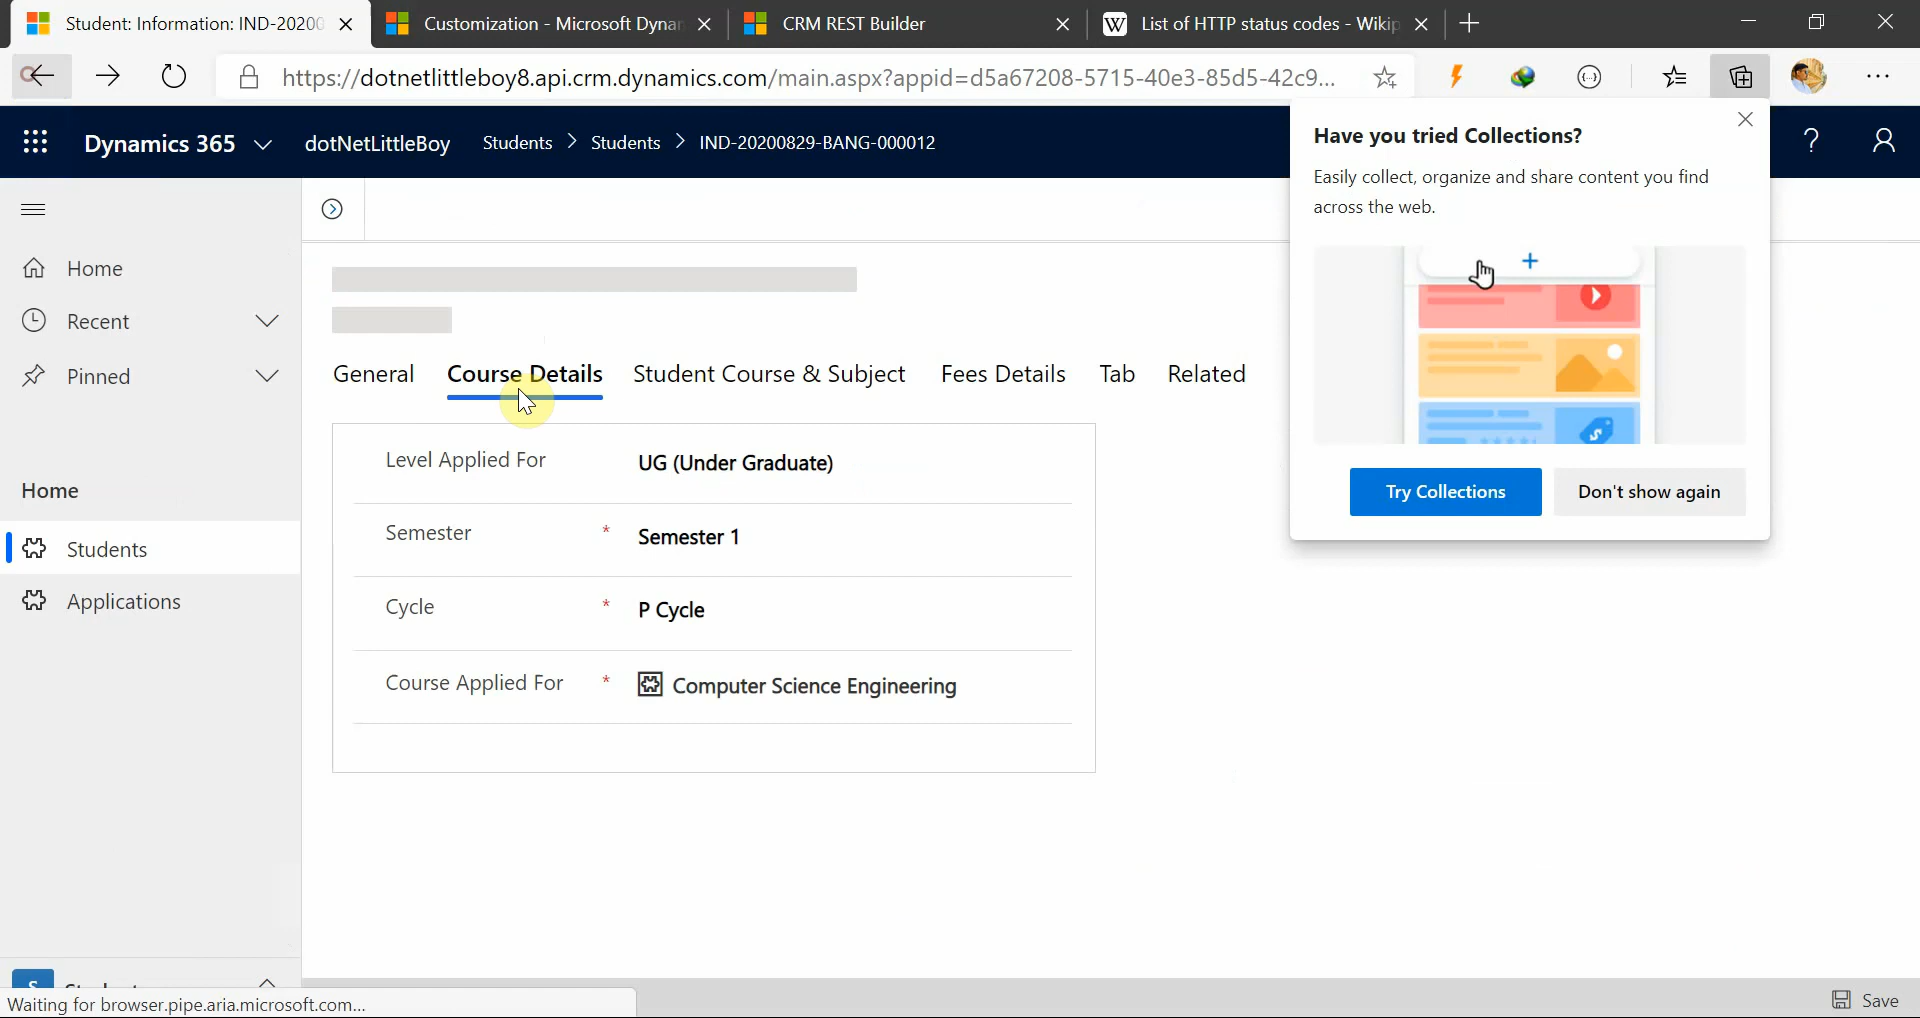 Student: Information: IND-20200
Customization - Microsoft Dynam
CRM REST Builder
List of HTTP status codes - Wikip
https://dotnetlittleboy8.api.crm.dynamics.com/main.aspx?appid=d5a67208-5715-40e3-85d5-42c9...
Dynamics 365
dotNetLittleBoy
Students > Students > IND-20200829-BANG-000012
Have you tried Collections?
Easily collect, organize and share content you find
across the web.
Try Collections
Don't show again
Home
Recent
Pinned
Home
Students
Applications
General
Course Details
Student Course & Subject
Fees Details
Tab
Related
Level Applied For
UG (Under Graduate)
Semester * Semester 1
Cycle * P Cycle
Course Applied For * Computer Science Engineering
Waiting for browser.pipe.aria.microsoft.com...
Save